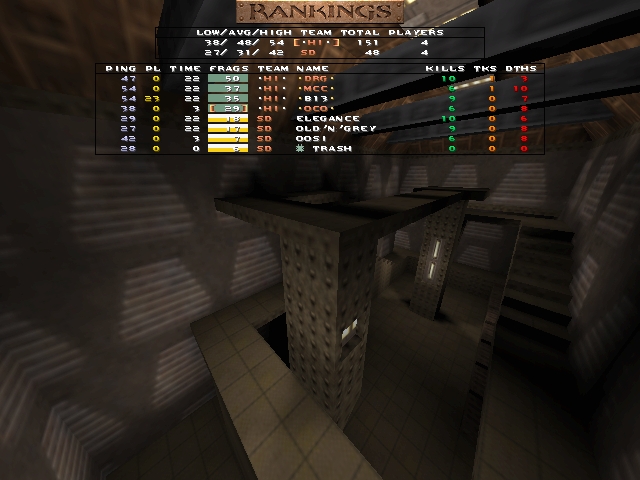 RANKINGS
LOW/AVG/HIGH TEAM TOTAL PLAYERS
38/ 48/ 54 [•HI•] 151 4
27/ 31/ 42 SD 48 4
PING PL TIME FRAGS TEAM NAME KILLS TKS DTHS
47 0 22 50 •HI• •DRG• 10 3
54 0 22 37 •HI• •MCC• 6 1 10
54 23 22 35 •HI• •B13• 9 0 7
38 0 3 [29] •HI• •OCO• 6 0 8
29 0 22 18 SD ELEGANCE 10 0 6
27 0 22 17 SD OLD'N'GREY 9 0 8
42 0 3 7 SD OOSI 6 0 8
28 0 0 6 SD TRASH 0 0 0